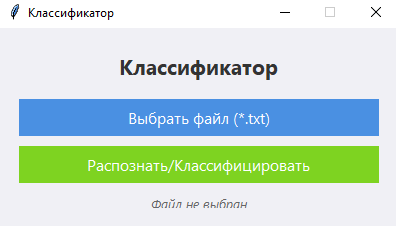 Классификатор
Классификатор
Выбрать файл (*.txt)
Распознать/Классифицировать
Файл не выбран